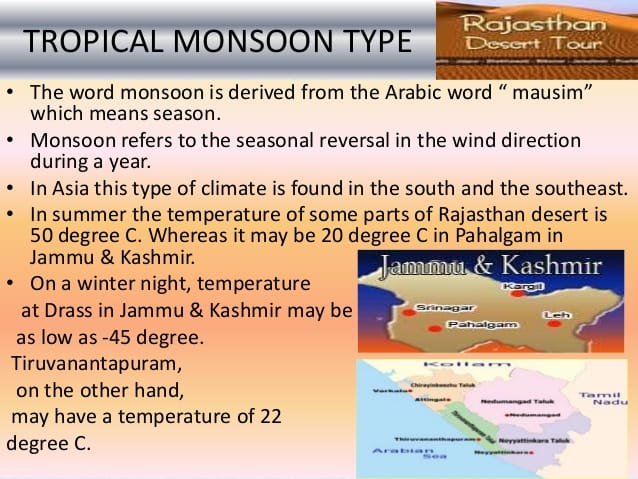 TROPICAL MONSOON TYPE
Rajasthan
Desert Tour
• The word monsoon is derived from the Arabic word “ mausim”
which means season.
• Monsoon refers to the seasonal reversal in the wind direction
during a year.
• In Asia this type of climate is found in the south and the southeast.
• In summer the temperature of some parts of Rajasthan desert is
50 degree C. Whereas it may be 20 degree C in Pahalgam in
Jammu & Kashmir.
• On a winter night, temperature
at Drass in Jammu & Kashmir may be
as low as -45 degree.
Tiruvanantapuram,
on the other hand,
may have a temperature of 22
degree C.
Jammu & Kashmir
Kargil
Srinagar
Leh
Pahalgam
Kollam
Chirayinkeezhu Taluk
Varkala
Nedumangad Taluk
Tamil
Nadu
Attingal
Nedumangad
Thiruvananthapuram Taluk
Thiruvananthapuram
Neyyattinkara Taluk
Arabian
Sea
Neyyattinkara